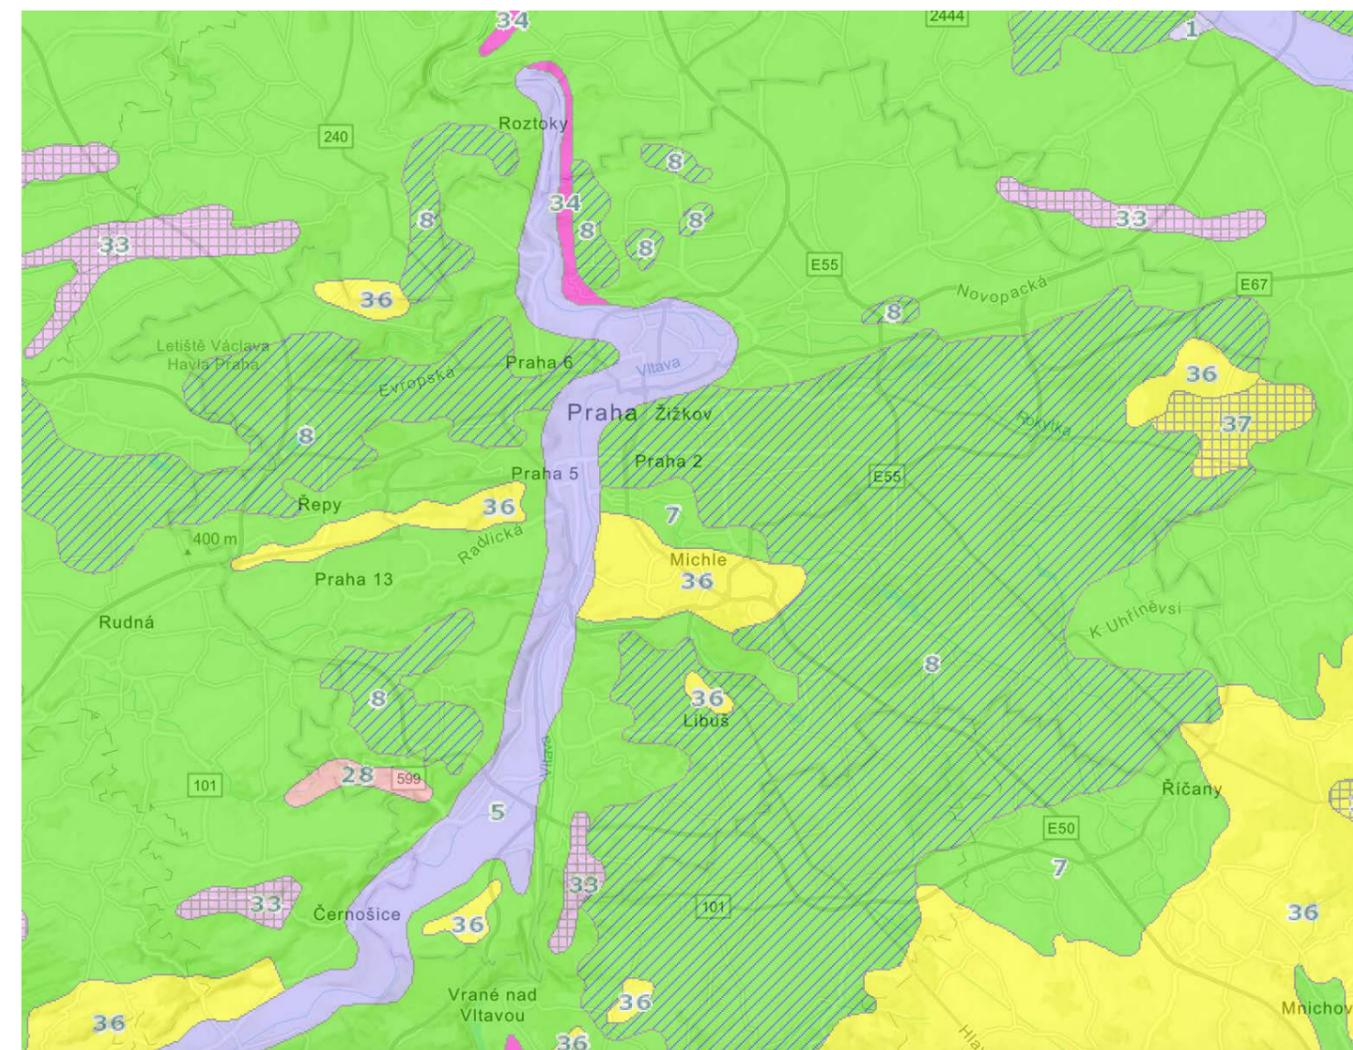 34
2444
1
Roztoky
240
8
8
33
34
8
8
33
8
8
E55
Novopacká
E67
36
8
Letiště Václava
Havla Praha
Praha 6
Vltava
36
Evropská
Praha
Žižkov
37
8
Praha 5
Praha 2
E55
Řepy
36
7
400 m
Radlická
Michle
36
Praha 13
K Uhříněvsi
Rudná
8
8
36
Libuš
Vltava
28
599
101
Říčany
5
E50
7
33
33
Černošice
101
36
36
Vrané nad
Vltavou
36
Mnichov
36
36